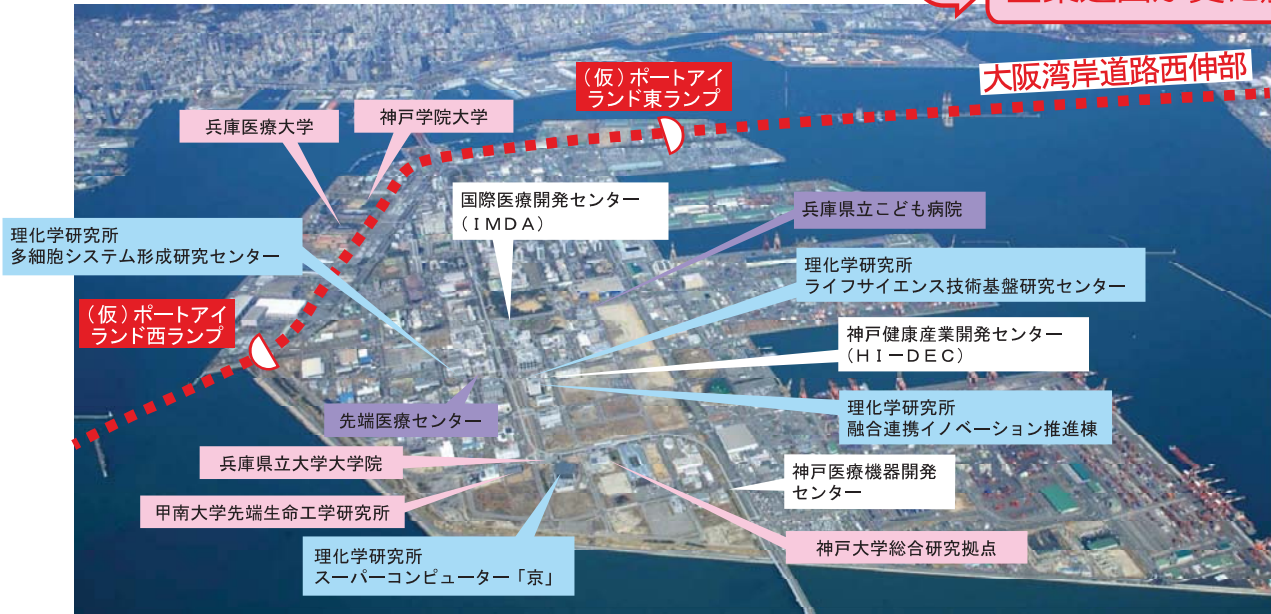 大阪湾岸道路西伸部
（仮）ポートアイ
ランド東ランプ
兵庫医療大学
神戸学院大学
国際医療開発センター
（ＩＭＤＡ）
兵庫県立こども病院
理化学研究所
多細胞システム形成研究センター
理化学研究所
ライフサイエンス技術基盤研究センター
（仮）ポートアイ
ランド西ランプ
神戸健康産業開発センター
（ＨＩ－ＤＥＣ）
先端医療センター
理化学研究所
融合連携イノベーション推進棟
兵庫県立大学大学院
神戸医療機器開発
センター
甲南大学先端生命工学研究所
神戸大学総合研究拠点
理化学研究所
スーパーコンピューター「京」